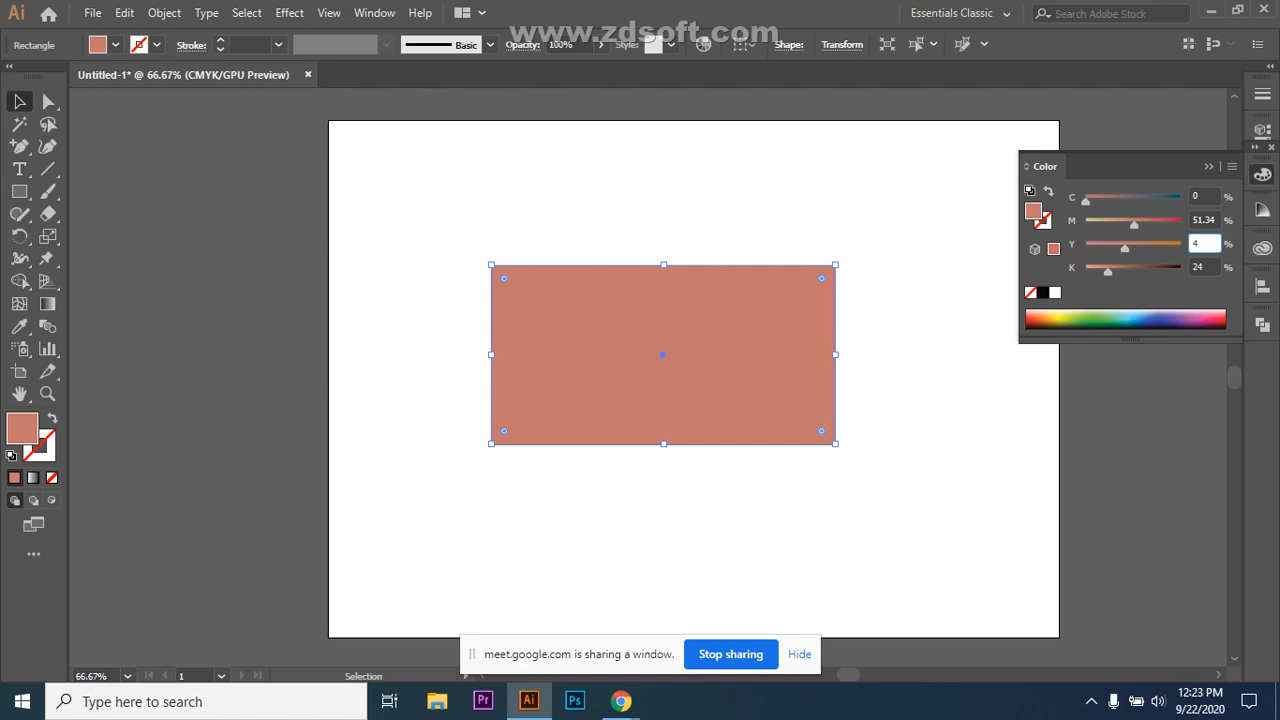 Ai File Edit Object Type Select Effect View Window Help Essentials Classic Search Adobe Stock
www.zdsoft.com
Rectangle Stroke: Basic Opacity: 100% Style: Shape: Transform
Untitled-1* @ 66.67% (CMYK/GPU Preview)
Color
C 0 %
M 51.34 %
Y 4 %
K 24 %
meet.google.com is sharing a window. Stop sharing Hide
66.67% 1 Selection
Type here to search Pr Ai Ps
12:23 PM
9/22/2020